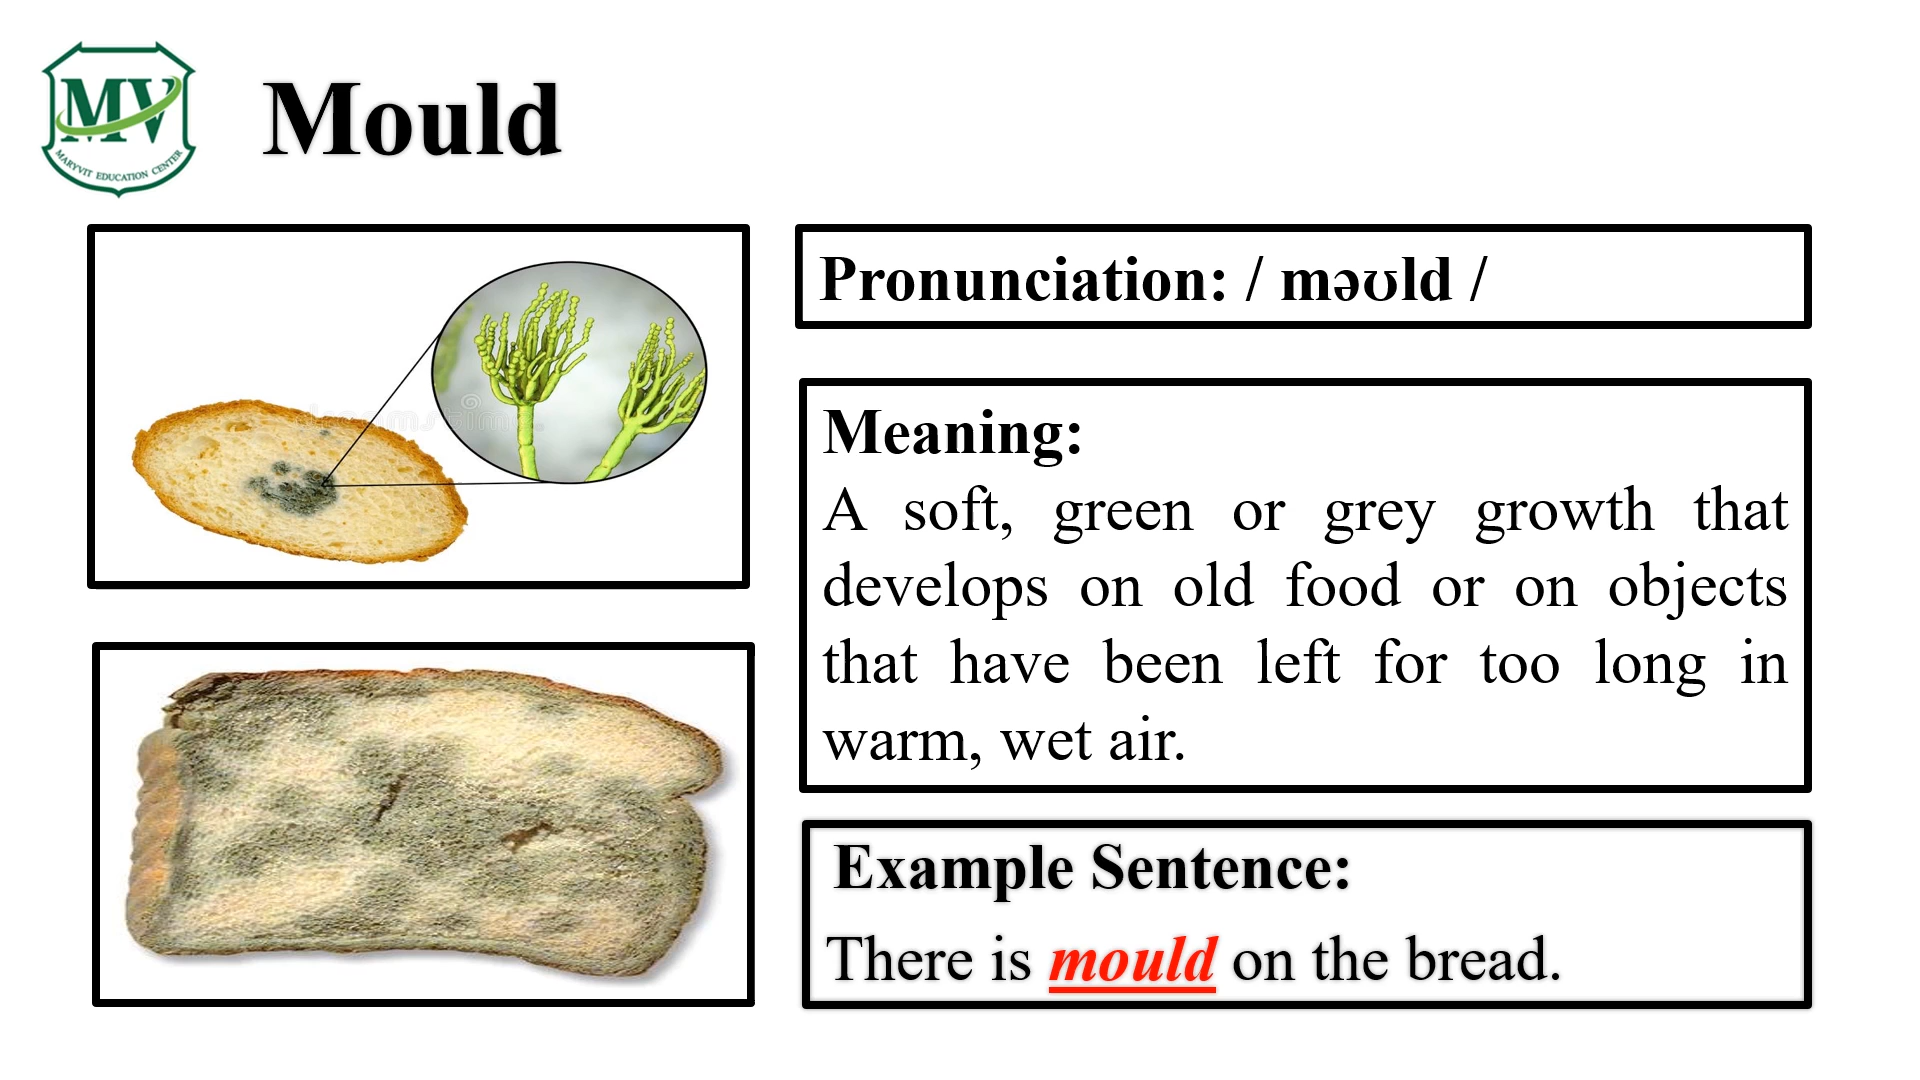 MV
MARYVIT EDUCATION CENTER
Mould
Pronunciation: / məʊld /
Meaning:
A soft, green or grey growth that
develops on old food or on objects
that have been left for too long in
warm, wet air.
Example Sentence:
There is mould on the bread.